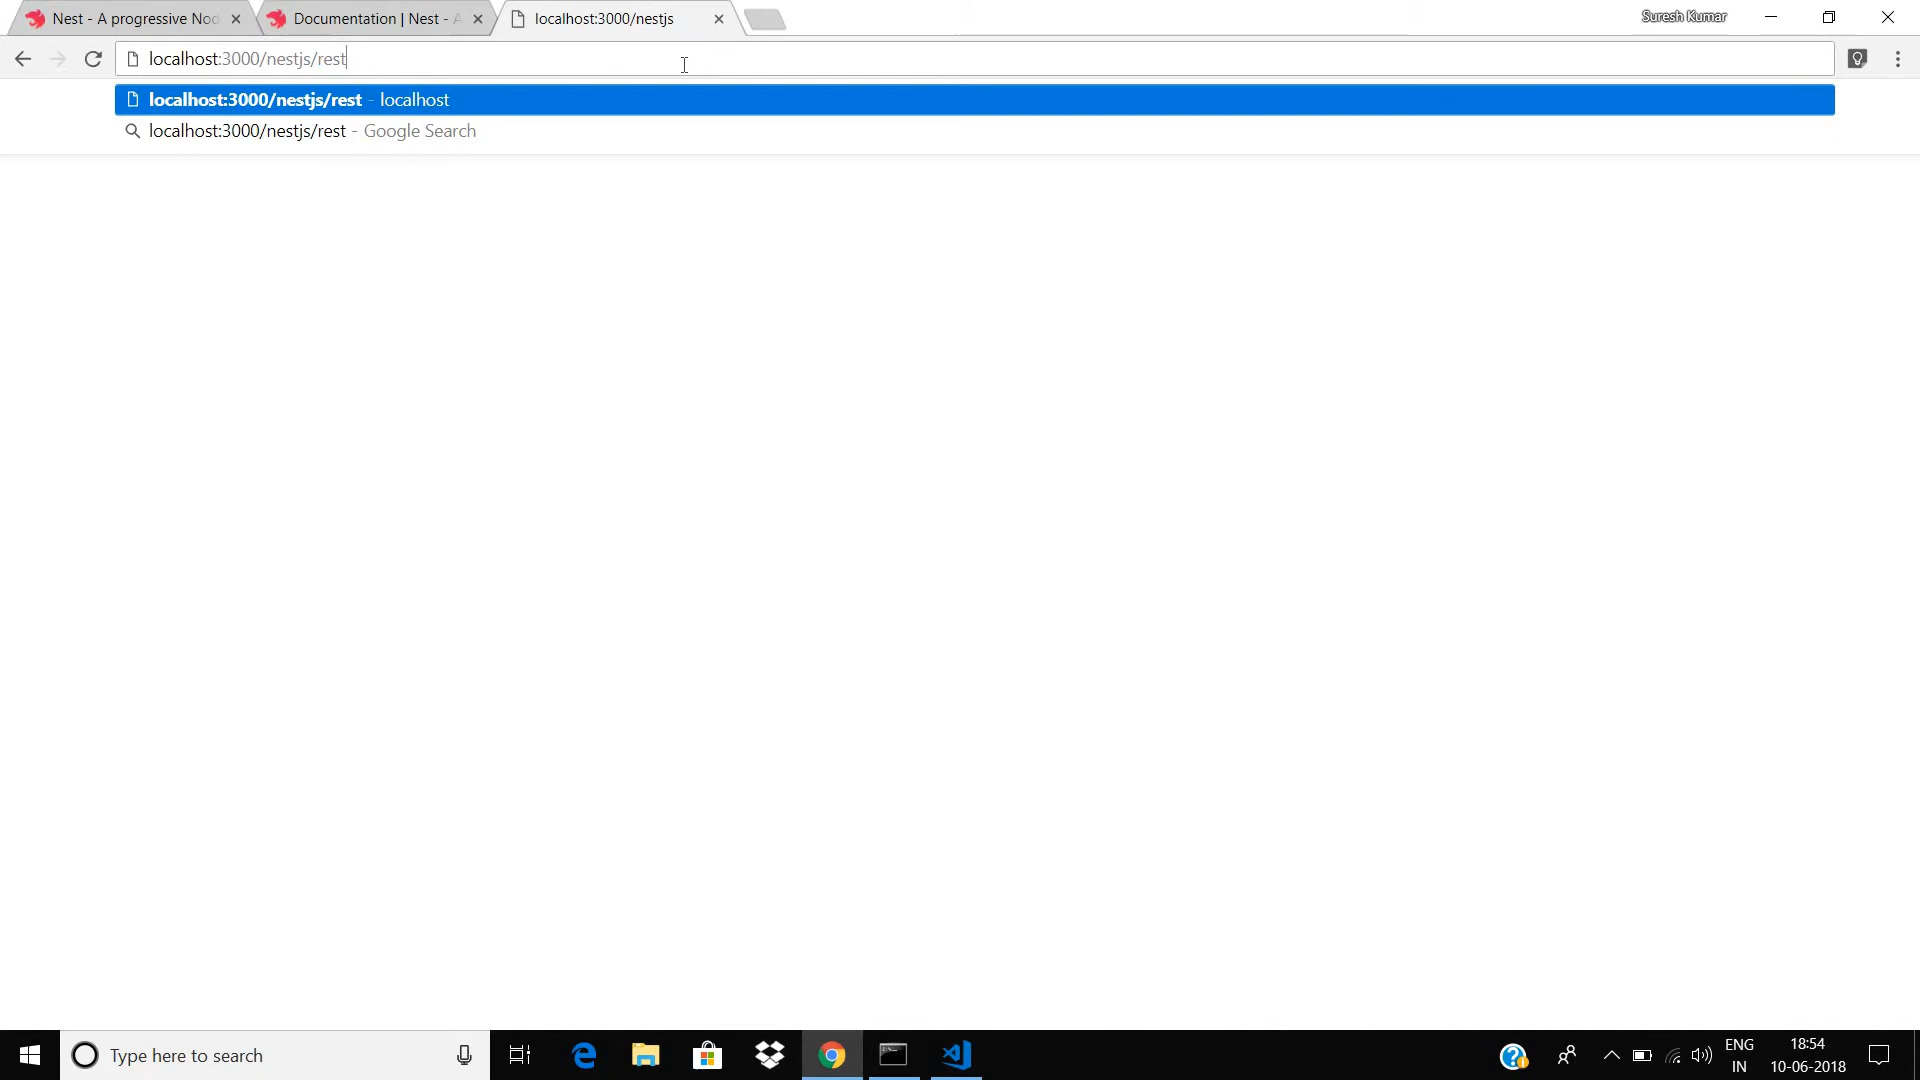 Nest - A progressive Nod
Documentation | Nest - A
localhost:3000/nestjs
Suresh Kumar
localhost:3000/nestjs/rest
localhost:3000/nestjs/rest - localhost
localhost:3000/nestjs/rest - Google Search
Type here to search
ENG
IN
18:54
10-06-2018